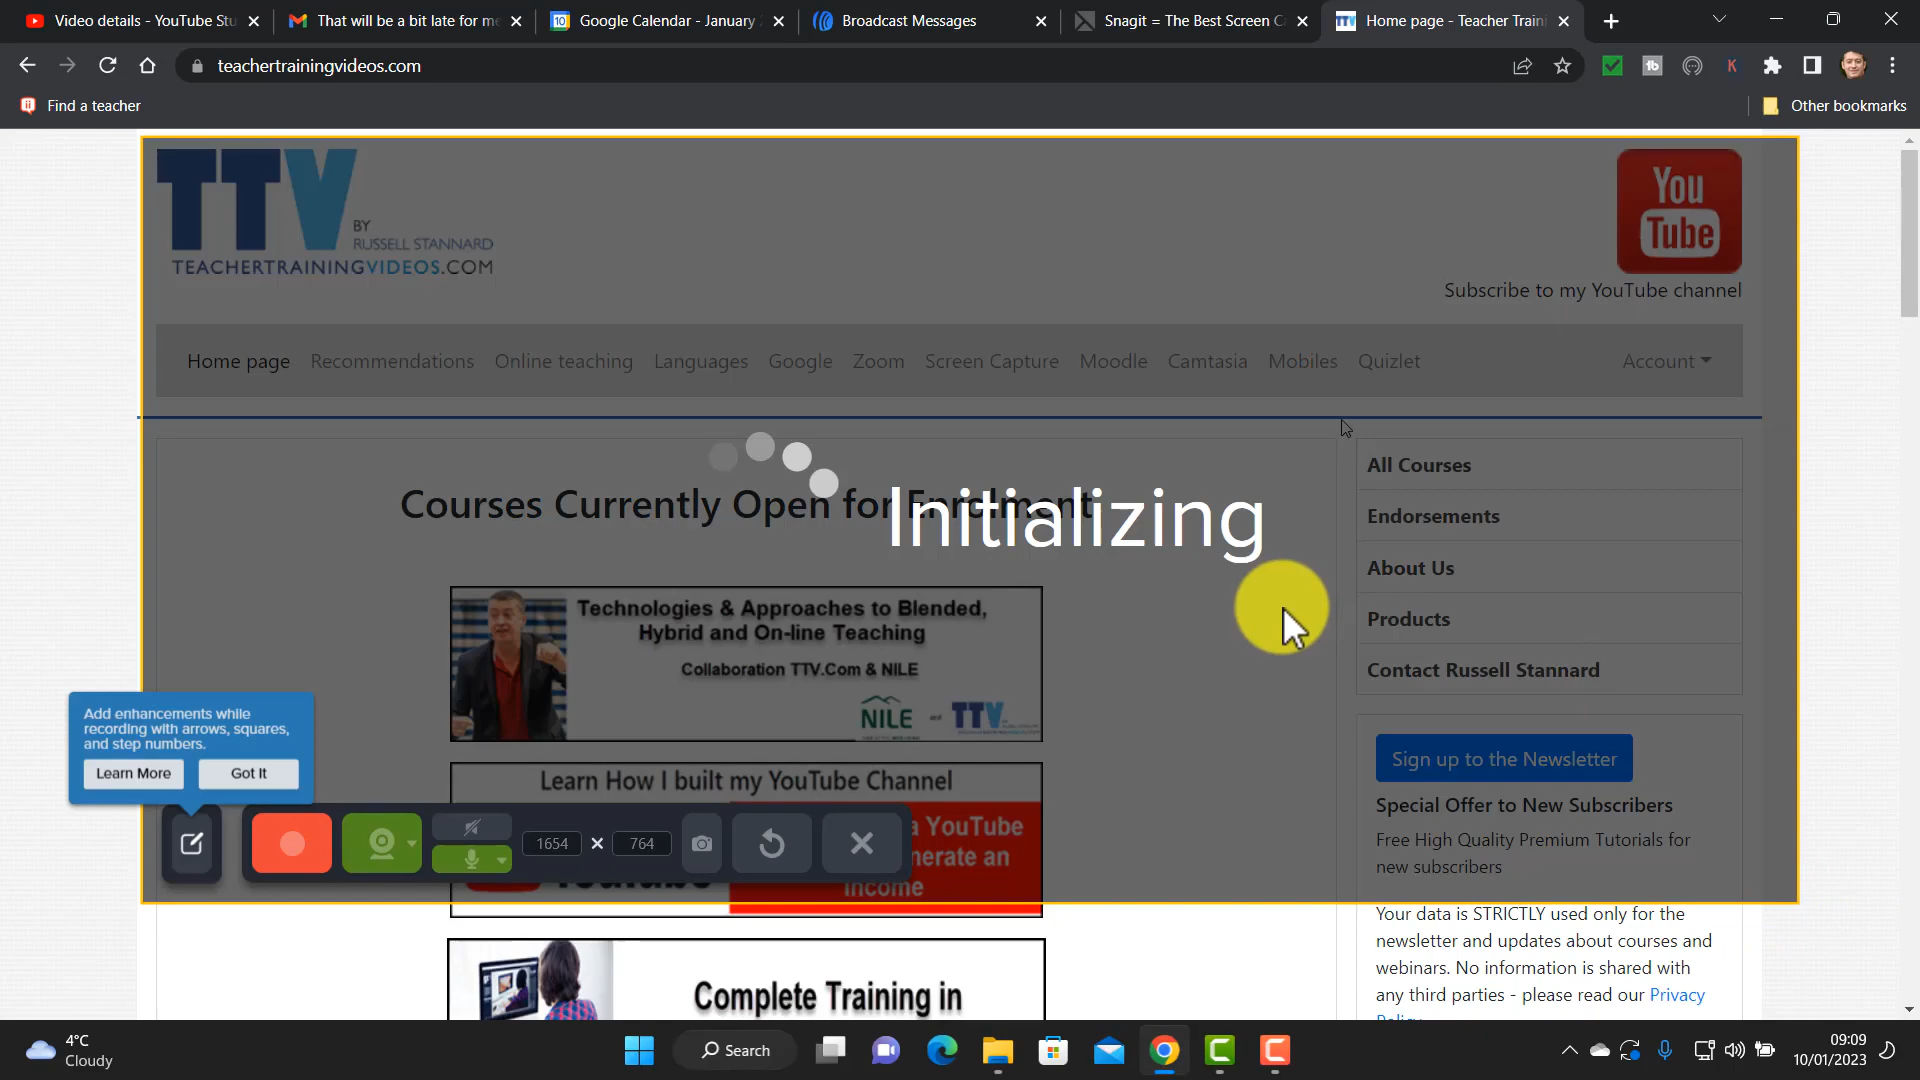 Video details - YouTube Stu
That will be a bit late for me
Google Calendar - January
Broadcast Messages
Snagit = The Best Screen C
Home page - Teacher Traini
teachertrainingvideos.com
Find a teacher
Other bookmarks
TTV
BY
RUSSELL STANNARD
TEACHERTRAININGVIDEOS.COM
You
Tube
Subscribe to my YouTube channel
Home page Recommendations Online teaching Languages Google Zoom Screen Capture Moodle Camtasia Mobiles Quizlet Account
Courses Currently Open for Enrolment
Initializing
All Courses
Endorsements
About Us
Products
Contact Russell Stannard
Technologies & Approaches to Blended,
Hybrid and On-line Teaching
Collaboration TTV.Com & NILE
NILE and TTV
Add enhancements while
recording with arrows, squares,
and step numbers.
Learn More Got It
Learn How I built my YouTube Channel
1654 × 764
a YouTube
nerate an
income
Sign up to the Newsletter
Special Offer to New Subscribers
Free High Quality Premium Tutorials for
new subscribers
Your data is STRICTLY used only for the
newsletter and updates about courses and
webinars. No information is shared with
any third parties - please read our Privacy
Policy
Complete Training in
4°C
Cloudy
Search
09:09
10/01/2023